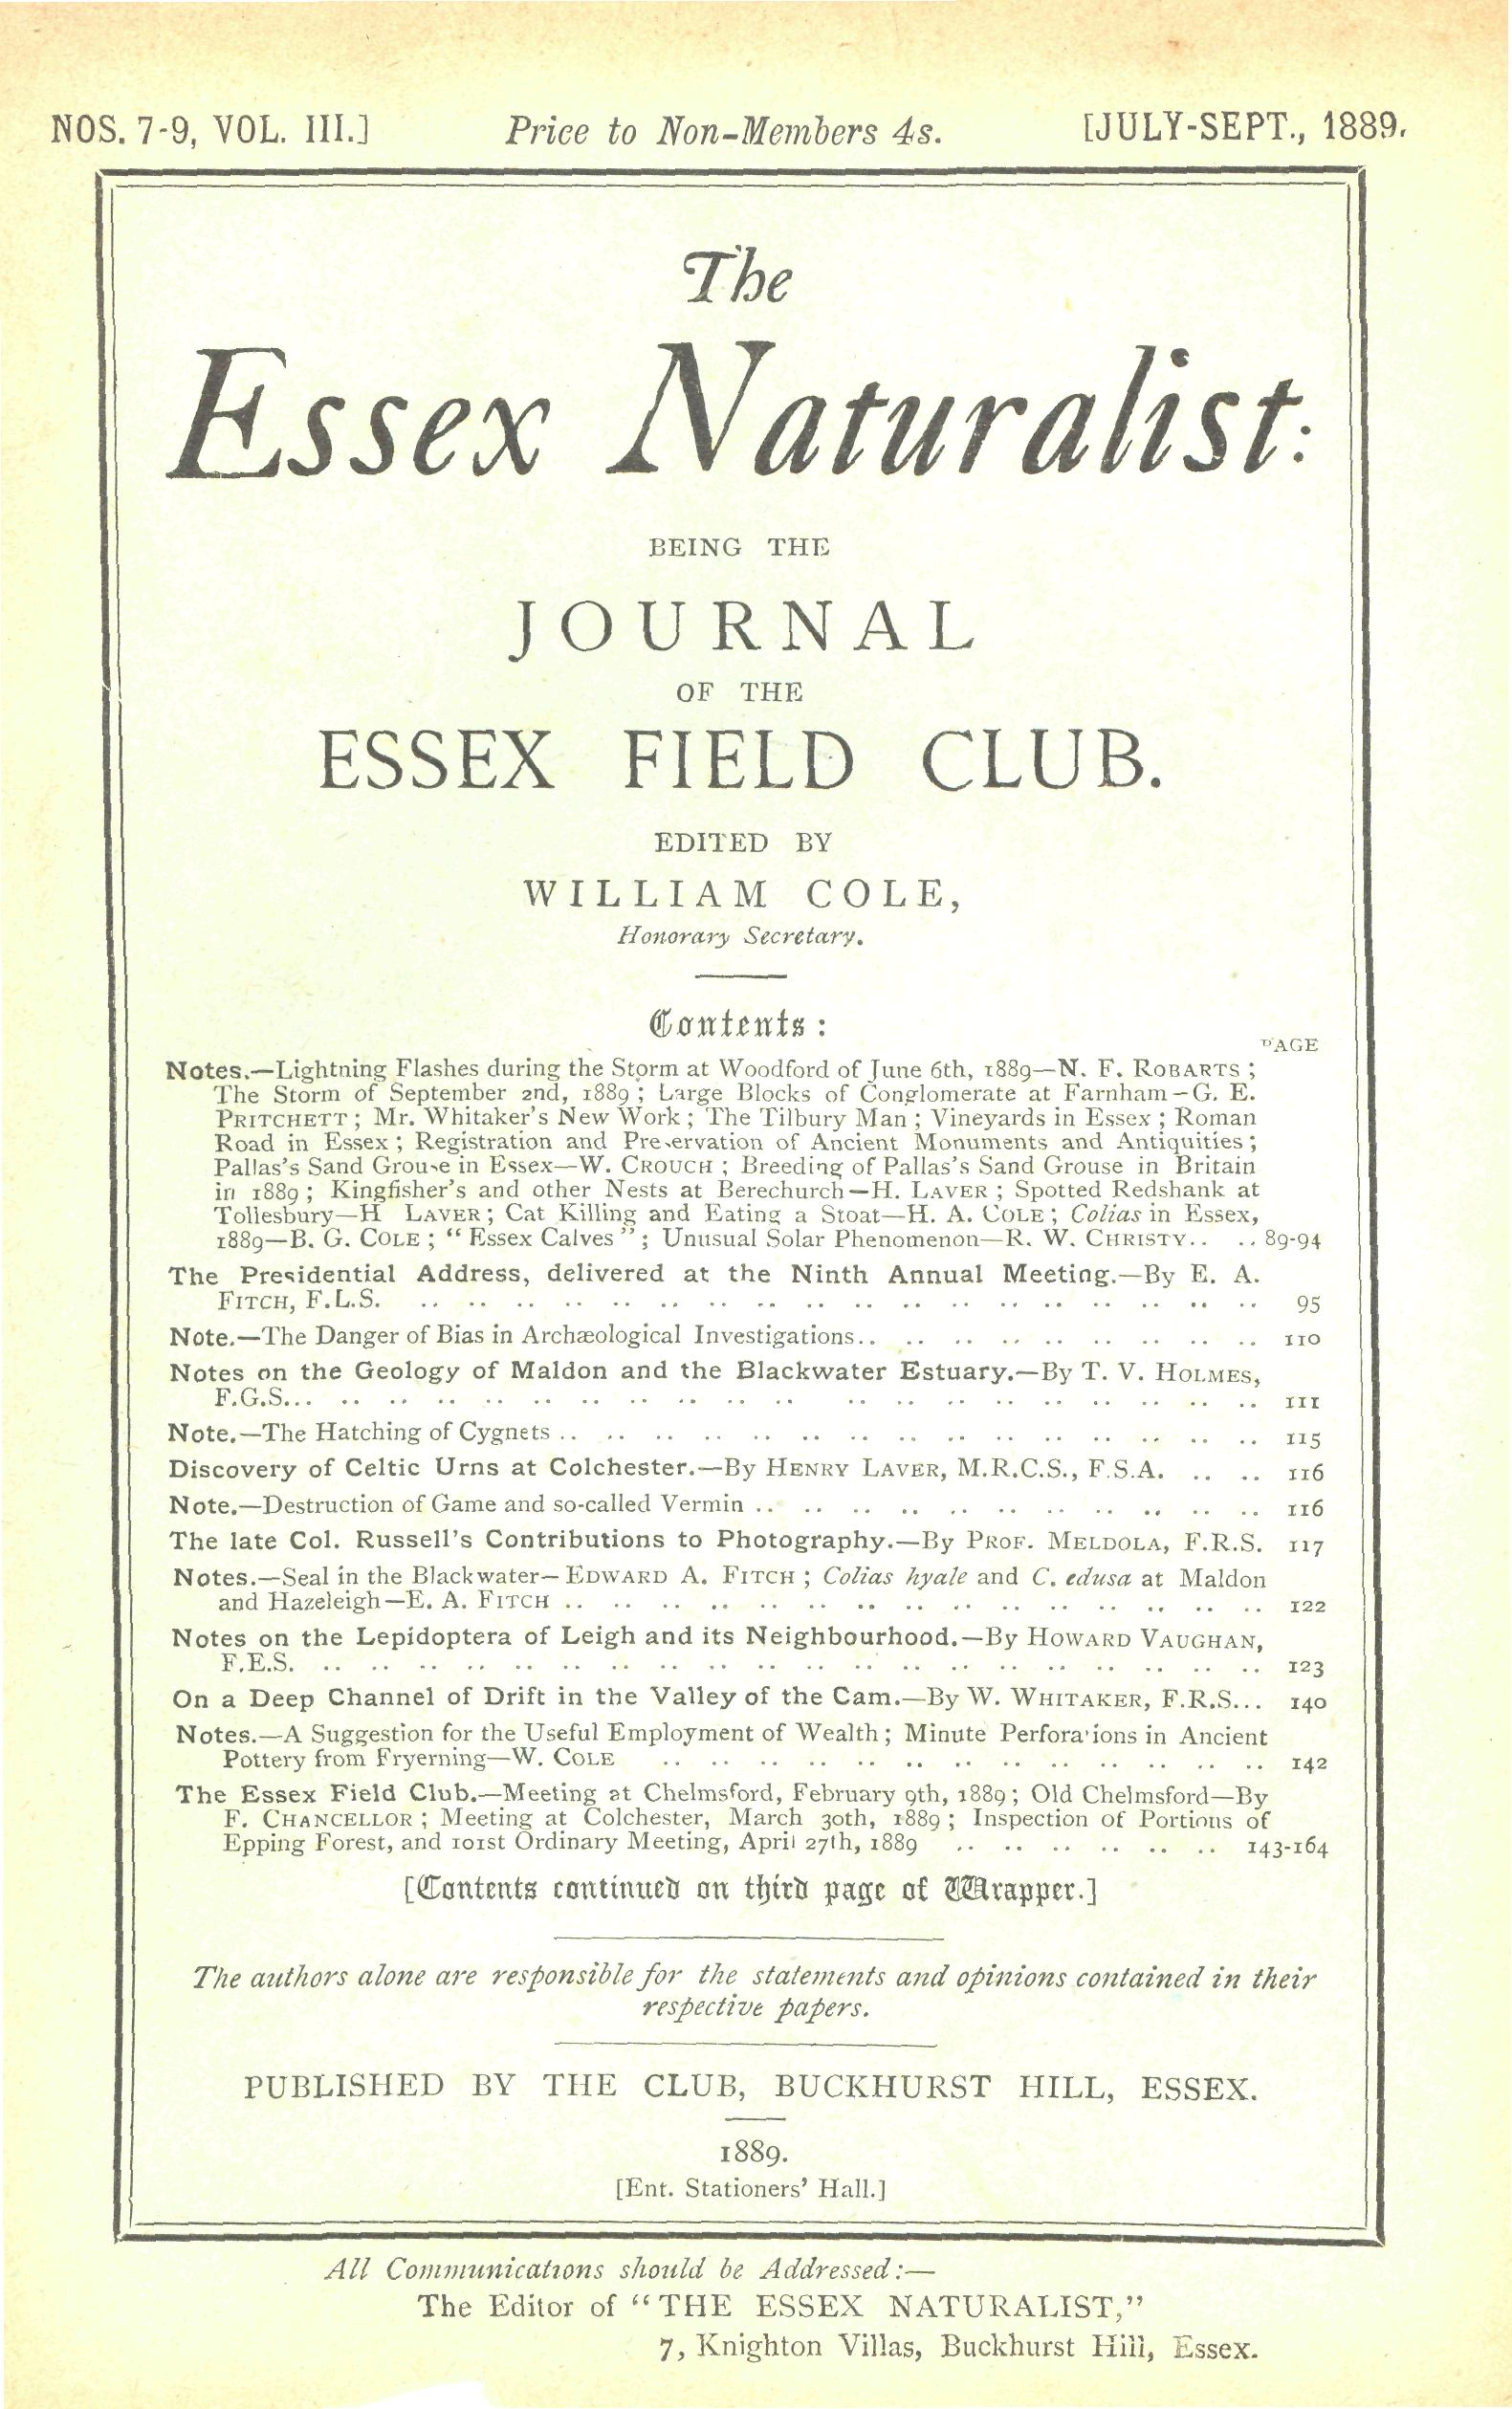 NOS. 7-9, VOL. III.] Price to Non-Members 4s. [JULY-SEPT., 1889.
The
Essex Naturalist:
BEING THE
JOURNAL
OF THE
ESSEX FIELD CLUB.
EDITED BY
WILLIAM COLE,
Honorary Secretary.
Contents:
PAGE
Notes.—Lightning Flashes during the Storm at Woodford of June 6th, 1889—N. F. ROBARTS;
The Storm of September 2nd, 1889; Large Blocks of Conglomerate at Farnham—G. E.
PRITCHETT; Mr. Whitaker's New Work; The Tilbury Man; Vineyards in Essex; Roman
Road in Essex; Registration and Preservation of Ancient Monuments and Antiquities;
Pallas's Sand Grouse in Essex—W. CROUCH; Breeding of Pallas's Sand Grouse in Britain
in 1889; Kingfisher's and other Nests at Berechurch—H. LAVER; Spotted Redshank at
Tollesbury—H LAVER; Cat Killing and Eating a Stoat—H. A. COLE; Colias in Essex,
1889—B. G. COLE; "Essex Calves"; Unusual Solar Phenomenon—R. W. CHRISTY.. .. 89-94
The Presidential Address, delivered at the Ninth Annual Meeting.—By E. A.
FITCH, F.L.S. .. .. .. .. .. .. .. .. .. .. .. .. .. .. .. .. .. .. 95
Note.—The Danger of Bias in Archæological Investigations.. .. .. .. .. .. .. .. .. 110
Notes on the Geology of Maldon and the Blackwater Estuary.—By T. V. HOLMES,
F.G.S... .. .. .. .. .. .. .. .. .. .. .. .. .. .. .. .. .. .. .. 111
Note.—The Hatching of Cygnets .. .. .. .. .. .. .. .. .. .. .. .. .. .. .. 115
Discovery of Celtic Urns at Colchester.—By HENRY LAVER, M.R.C.S., F.S.A. .. .. 116
Note.—Destruction of Game and so-called Vermin .. .. .. .. .. .. .. .. .. .. .. 116
The late Col. Russell's Contributions to Photography.—By PROF. MELDOLA, F.R.S. 117
Notes.—Seal in the Blackwater—EDWARD A. FITCH; Colias hyale and C. edusa at Maldon
and Hazeleigh—E. A. FITCH .. .. .. .. .. .. .. .. .. .. .. .. .. .. .. 122
Notes on the Lepidoptera of Leigh and its Neighbourhood.—By HOWARD VAUGHAN,
F.E.S. .. .. .. .. .. .. .. .. .. .. .. .. .. .. .. .. .. .. .. .. 123
On a Deep Channel of Drift in the Valley of the Cam.—By W. WHITAKER, F.R.S... 140
Notes.—A Suggestion for the Useful Employment of Wealth; Minute Perforations in Ancient
Pottery from Fryerning—W. COLE .. .. .. .. .. .. .. .. .. .. .. .. .. 142
The Essex Field Club.—Meeting at Chelmsford, February 9th, 1889; Old Chelmsford—By
F. CHANCELLOR; Meeting at Colchester, March 30th, 1889; Inspection of Portions of
Epping Forest, and 101st Ordinary Meeting, April 27th, 1889 .. .. .. .. .. .. 143-164
[Contents continued on third page of Wrapper.]
The authors alone are responsible for the statements and opinions contained in their
respective papers.
PUBLISHED BY THE CLUB, BUCKHURST HILL, ESSEX.
1889.
[Ent. Stationers' Hall.]
All Communications should be Addressed:—
The Editor of "THE ESSEX NATURALIST,"
7, Knighton Villas, Buckhurst Hill, Essex.